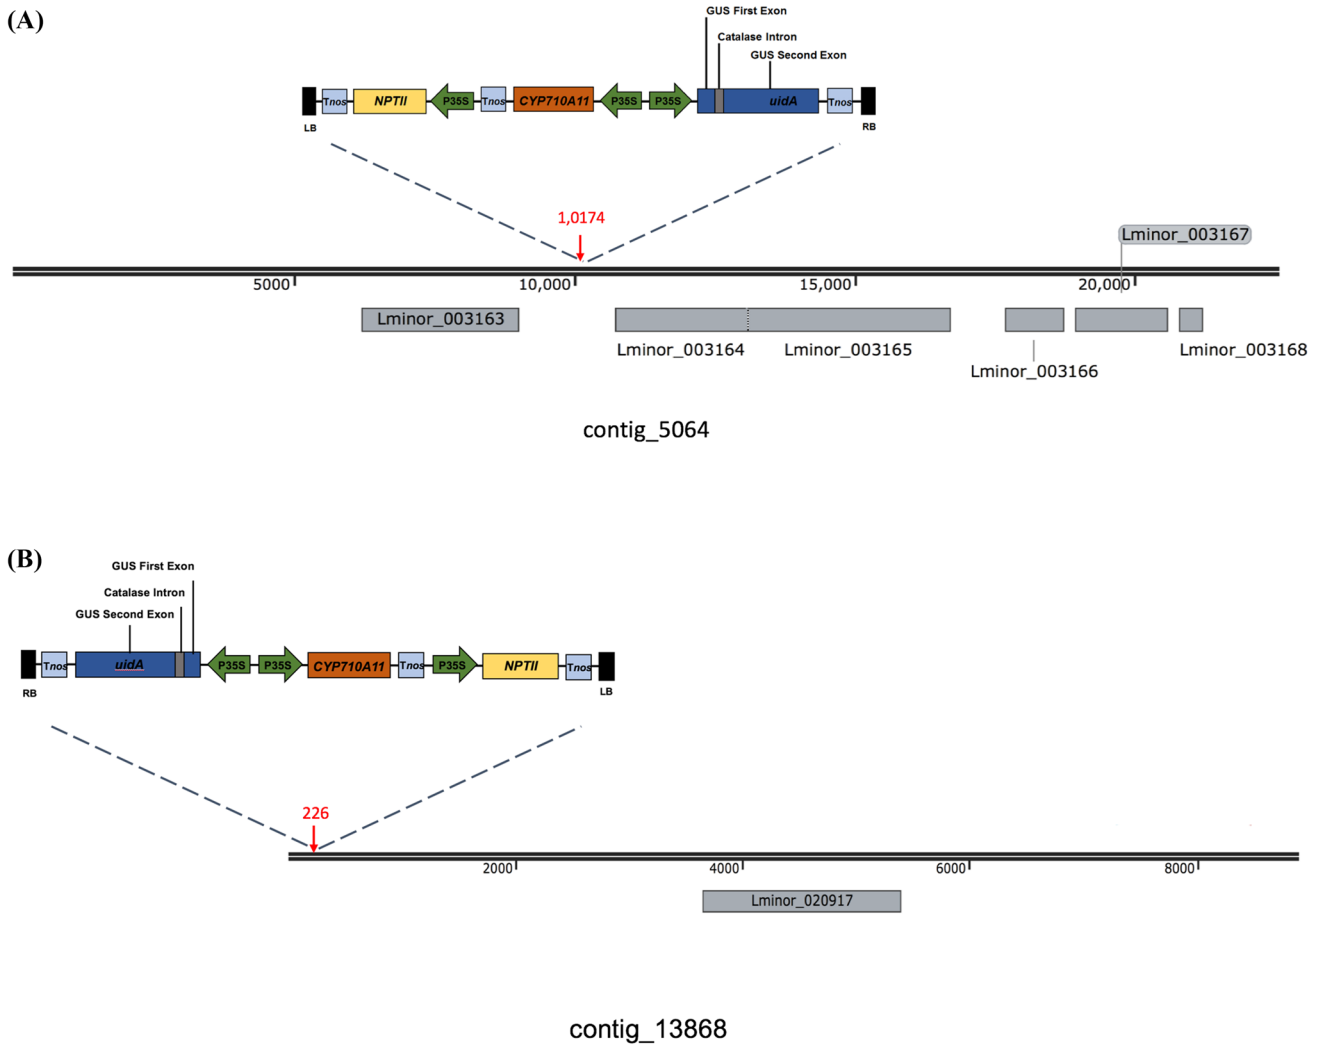 (A)
GUS First Exon
Catalase Intron
GUS Second Exon
Tnos NPTII P35S Tnos CYP710A11 P35S P35S uidA Tnos
LB RB
1,0174
Lminor_003167
5000 10,000 15,000 20,000
Lminor_003163
Lminor_003164 Lminor_003165 Lminor_003168
Lminor_003166
contig_5064
(B)
GUS First Exon
Catalase Intron
GUS Second Exon
Tnos uidA P35S P35S CYP710A11 Tnos P35S NPTII Tnos
RB LB
226
2000 4000 6000 8000
Lminor_020917
contig_13868